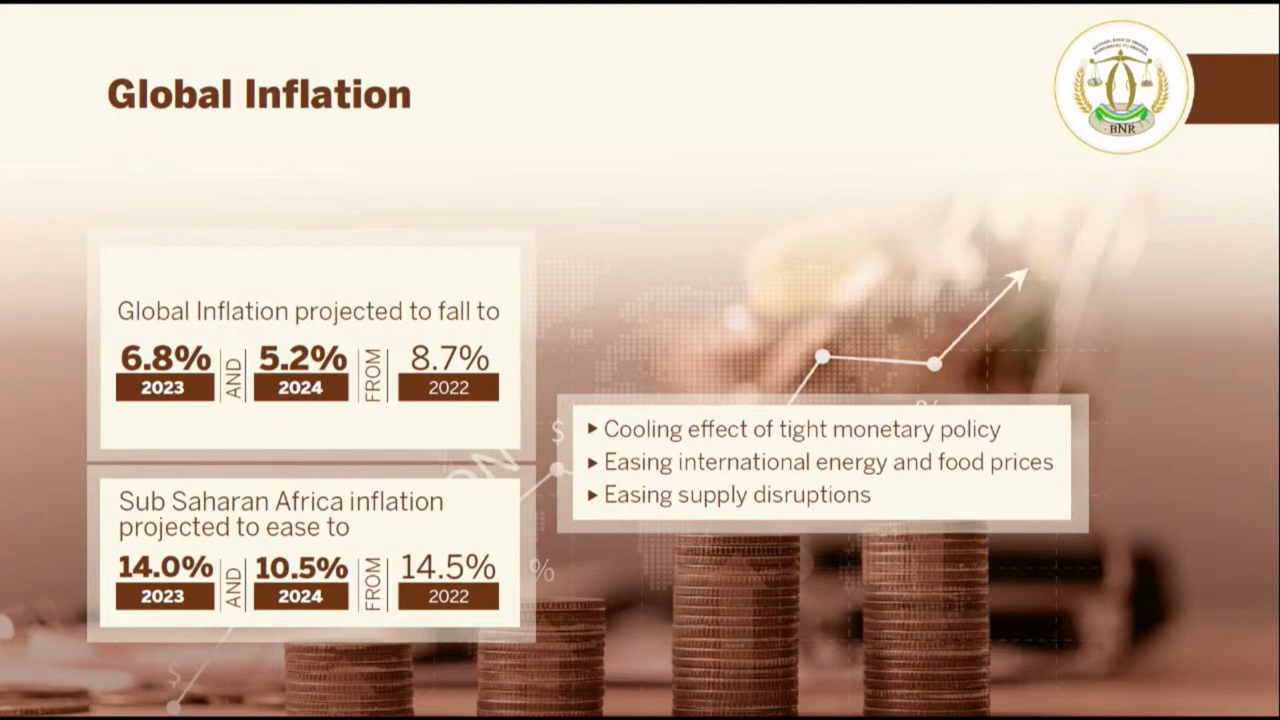 Global Inflation
BNR
Global Inflation projected to fall to
6.8% AND 5.2% FROM 8.7%
2023 2024 2022
Sub Saharan Africa inflation
projected to ease to
14.0% AND 10.5% FROM 14.5%
2023 2024 2022
▸ Cooling effect of tight monetary policy
▸ Easing international energy and food prices
▸ Easing supply disruptions
$
%
$